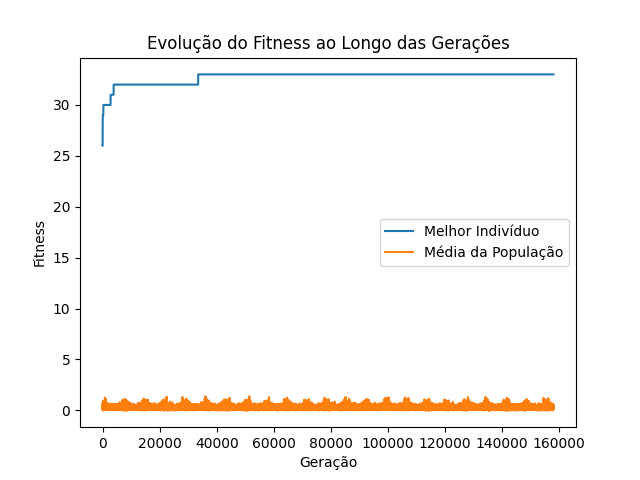 Evolução do Fitness ao Longo das Gerações
Fitness
30
25
20
15
10
5
0
Melhor Indivíduo
Média da População
0 20000 40000 60000 80000 100000 120000 140000 160000
Geração